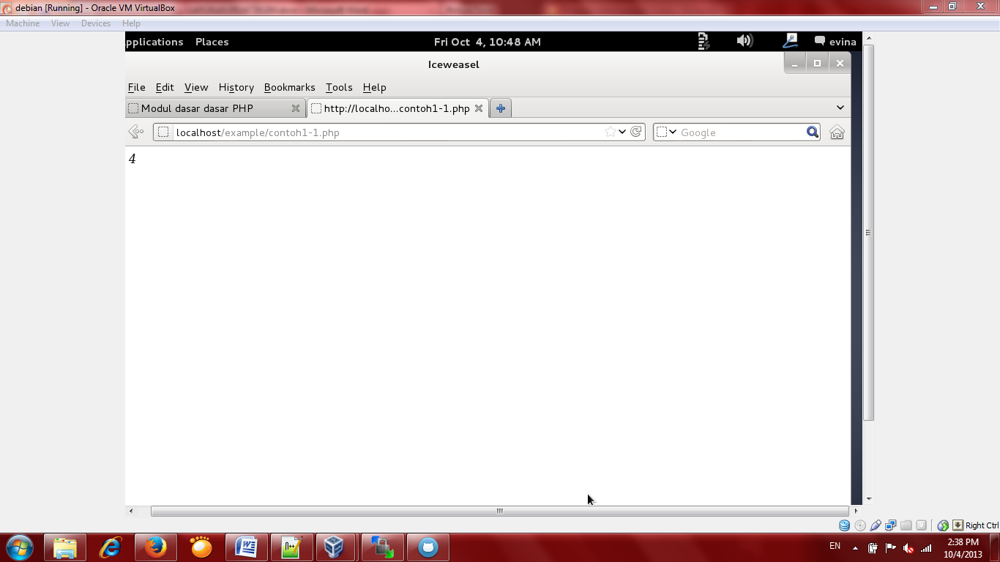 debian [Running] - Oracle VM VirtualBox
Machine View Devices Help
pplications Places Fri Oct 4, 10:48 AM evina
Iceweasel
File Edit View History Bookmarks Tools Help
Modul dasar dasar PHP http://localho...contoh1-1.php
localhost/example/contoh1-1.php Google
4
Right Ctrl
EN 2:38 PM
10/4/2013